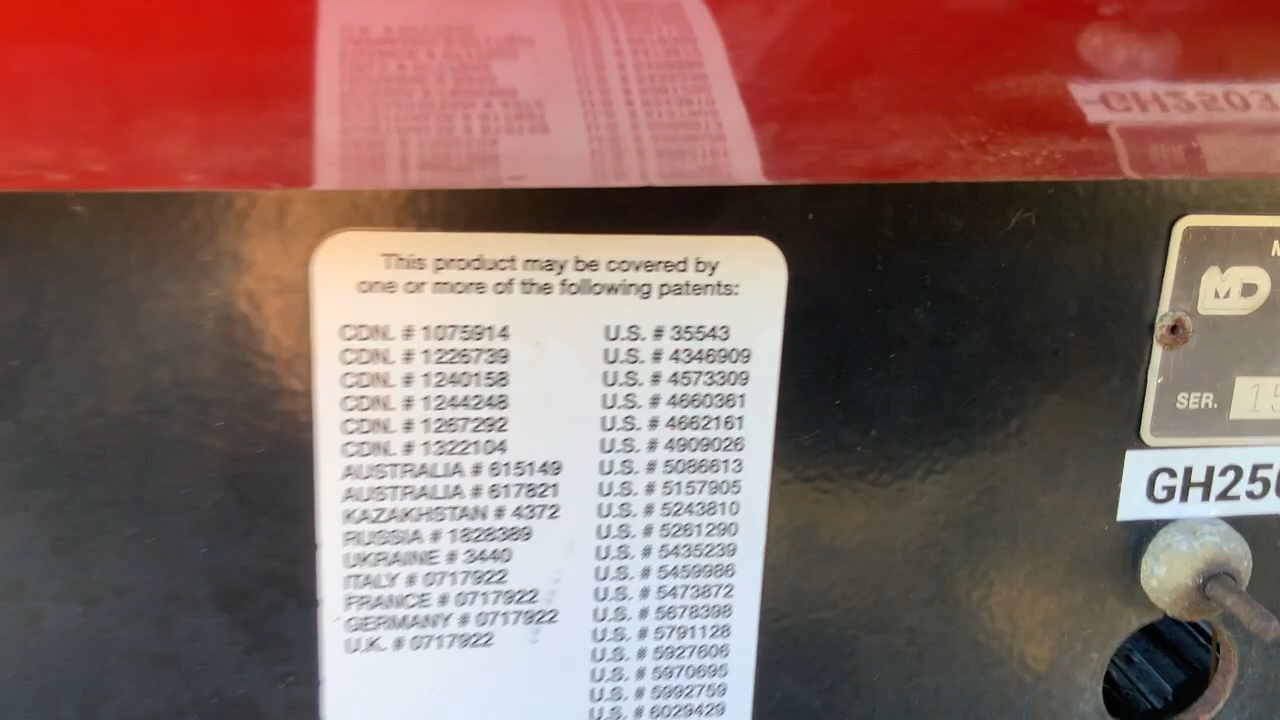 This product may be covered by
one or more of the following patents:
CDN. # 1075914
CDN. # 1226739
CDN. # 1240158
CDN. # 1244248
CDN. # 1267292
CDN. # 1322104
AUSTRALIA # 615149
AUSTRALIA # 617821
KAZAKHSTAN # 4372
RUSSIA # 1828389
UKRAINE # 3440
ITALY # 0717922
FRANCE # 0717922
GERMANY # 0717922
U.K. # 0717922
U.S. # 35543
U.S. # 4346909
U.S. # 4573309
U.S. # 4660361
U.S. # 4662161
U.S. # 4909026
U.S. # 5086613
U.S. # 5157905
U.S. # 5243810
U.S. # 5261290
U.S. # 5435239
U.S. # 5459986
U.S. # 5473872
U.S. # 5678398
U.S. # 5791128
U.S. # 5927606
U.S. # 5970695
U.S. # 5992759
U.S. # 6029429
MD
SER. 15
GH250